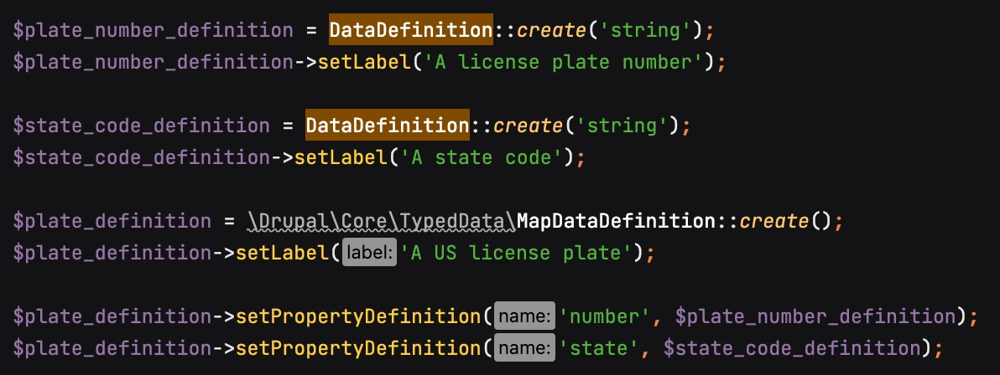 $plate_number_definition = DataDefinition::create('string');
$plate_number_definition->setLabel('A license plate number');
$state_code_definition = DataDefinition::create('string');
$state_code_definition->setLabel('A state code');
$plate_definition = \Drupal\Core\TypedData\MapDataDefinition::create();
$plate_definition->setLabel(label: 'A US license plate');
$plate_definition->setPropertyDefinition(name: 'number', $plate_number_definition);
$plate_definition->setPropertyDefinition(name: 'state', $state_code_definition);